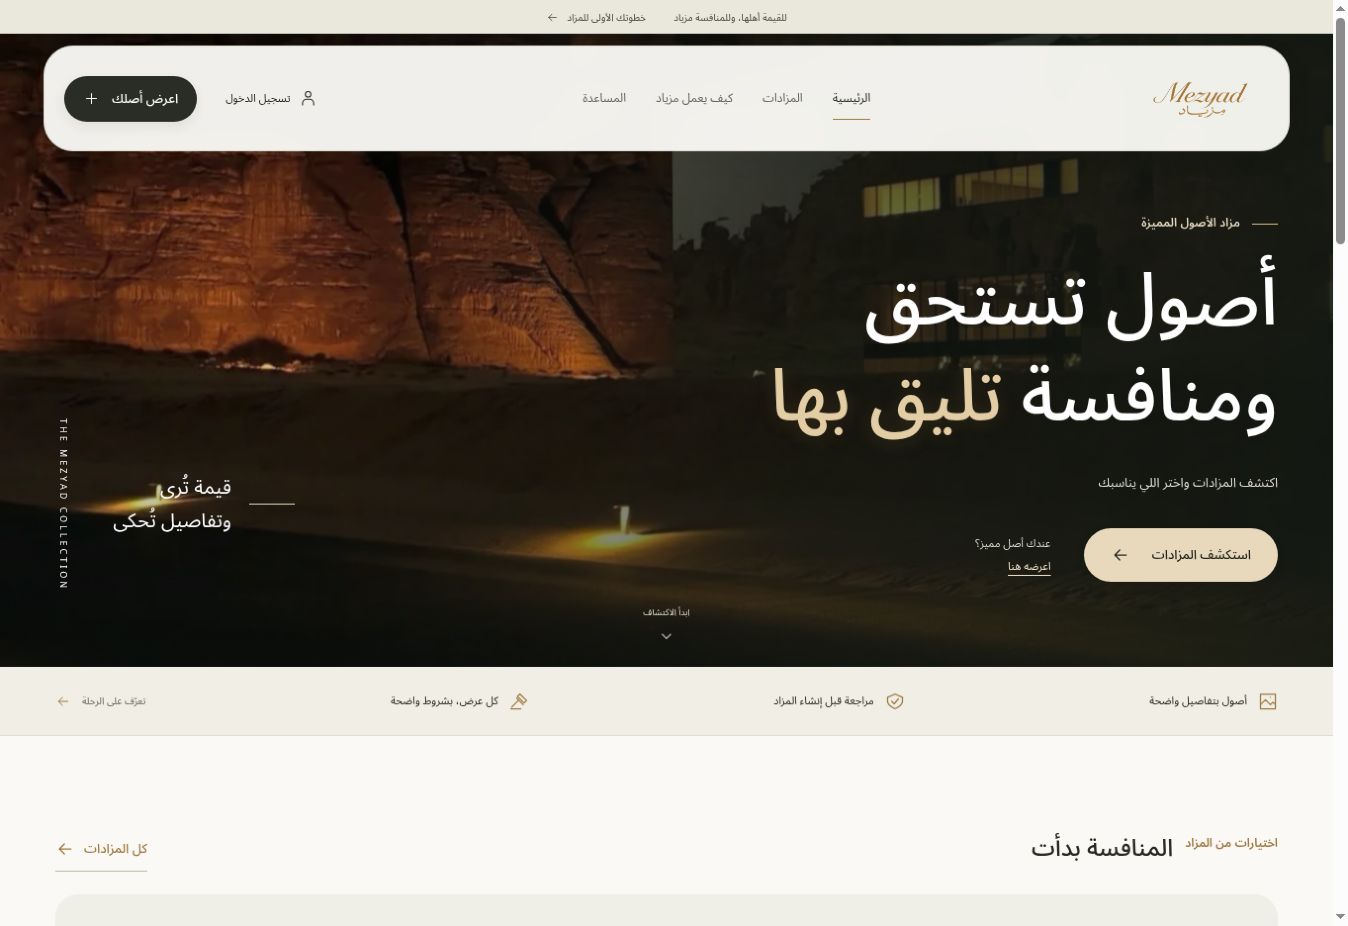 للقيمة أهلها، وللمنافسة مزياد
خطوتك الأولى للمزاد
Mezyad
مزياد
الرئيسية
المزادات
كيف يعمل مزياد
المساعدة
تسجيل الدخول
اعرض أصلك
مزاد الأصول المميزة
أصول تستحق
ومنافسة تليق بها
اكتشف المزادات واختر اللي يناسبك
استكشف المزادات
عندك أصل مميز؟
اعرضه هنا
قيمة تُرى
وتفاصيل تُحكى
THE MEZYAD COLLECTION
ابدأ الاكتشاف
أصول بتفاصيل واضحة
مراجعة قبل إنشاء المزاد
كل عرض، بشروط واضحة
تعرّف على الرحلة
اختيارات من المزاد
المنافسة بدأت
كل المزادات